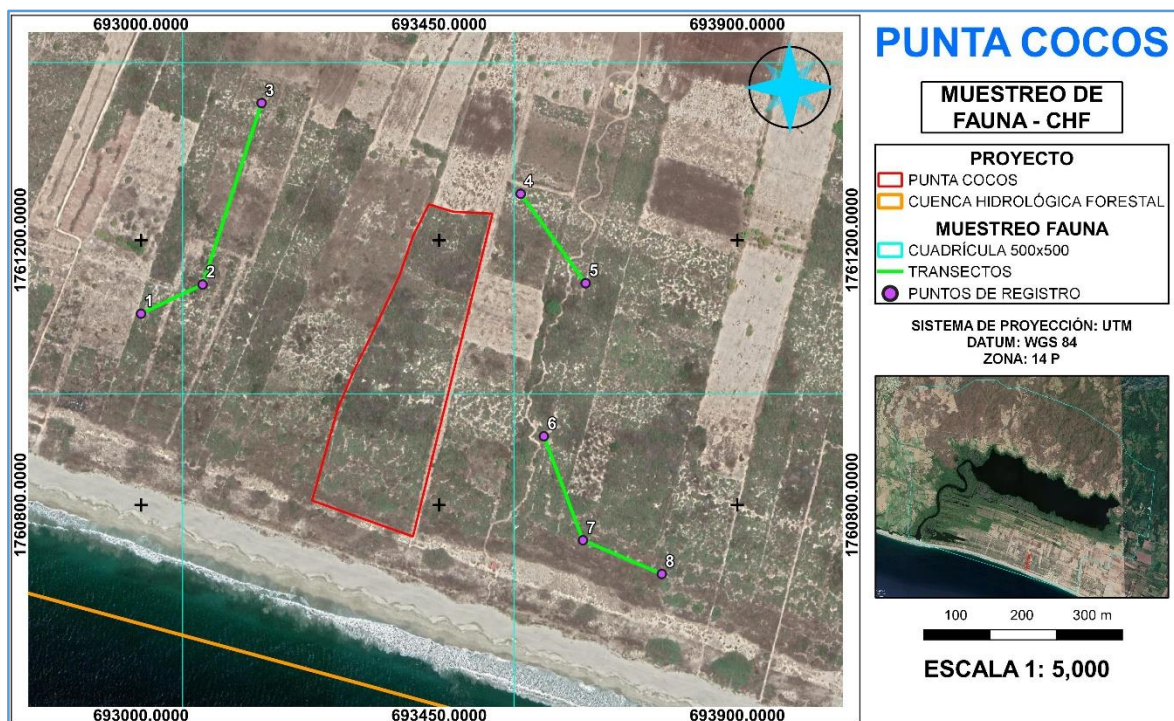 693000.0000 693450.0000 693900.0000
1761200.0000
1760800.0000
1761200.0000
1760800.0000
3
4
2
5
1
6
7
8
693000.0000 693450.0000 693900.0000
PUNTA COCOS
MUESTREO DE
FAUNA - CHF
PROYECTO
PUNTA COCOS
CUENCA HIDROLÓGICA FORESTAL
MUESTREO FAUNA
CUADRÍCULA 500x500
TRANSECTOS
PUNTOS DE REGISTRO
SISTEMA DE PROYECCIÓN: UTM
DATUM: WGS 84
ZONA: 14 P
100 200 300 m
ESCALA 1: 5,000